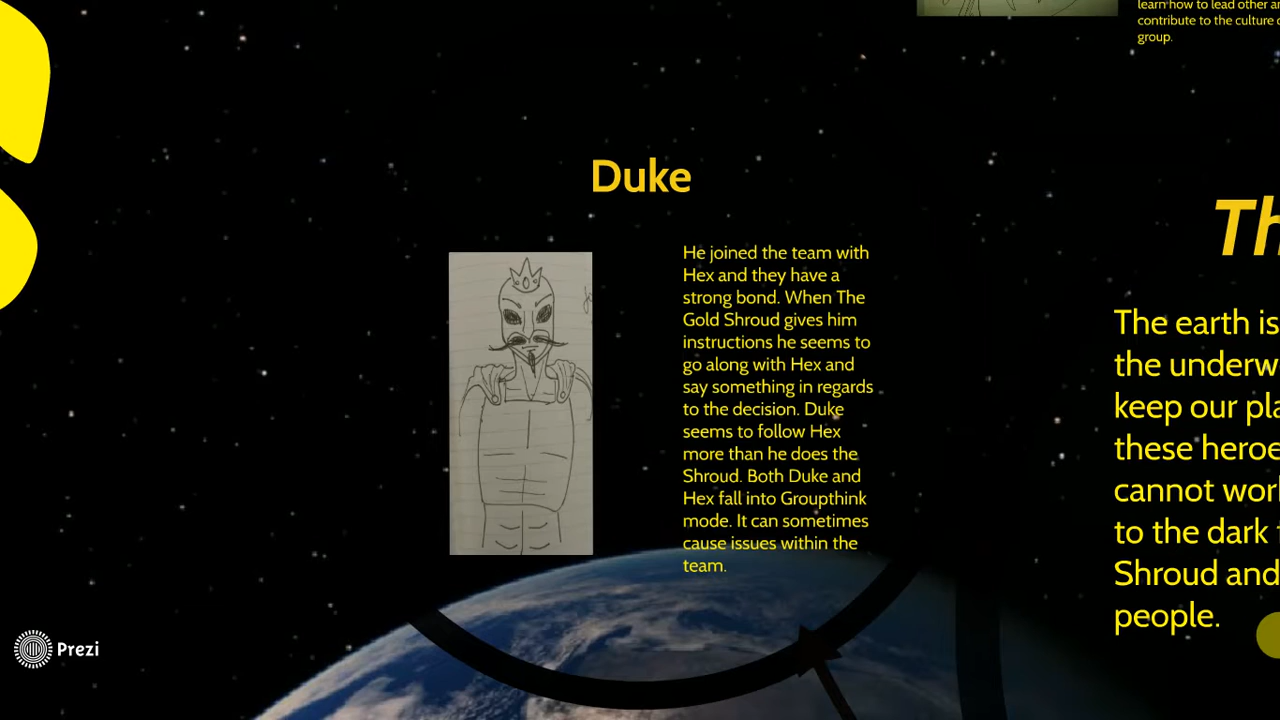 learn how to lead other
contribute to the culture
group.
Duke
He joined the team with
Hex and they have a
strong bond. When The
Gold Shroud gives him
instructions he seems to
go along with Hex and
say something in regards
to the decision. Duke
seems to follow Hex
more than he does the
Shroud. Both Duke and
Hex fall into Groupthink
mode. It can sometimes
cause issues within the
team.
Th
The earth is
the underw
keep our pla
these heroe
cannot wor
to the dark
Shroud and
people.
Prezi